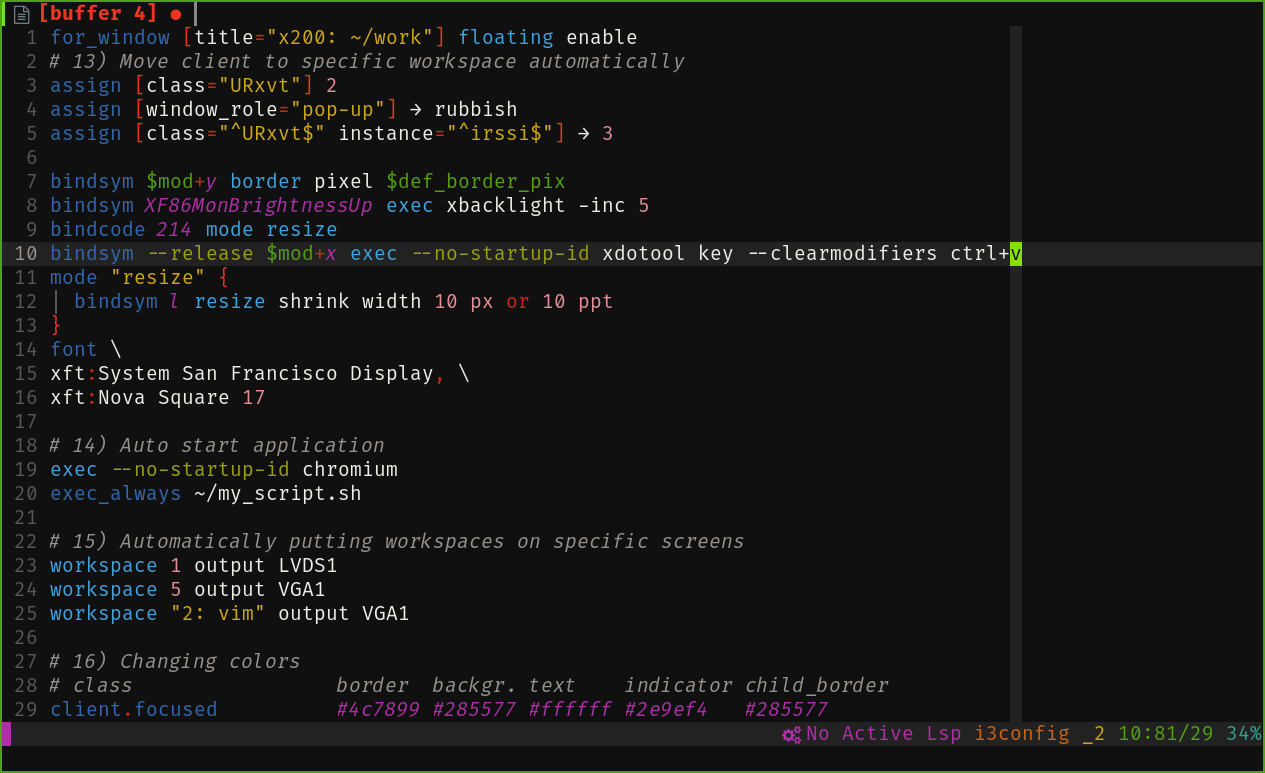 [buffer 4] ●
1 for_window [title="x200: ~/work"] floating enable
2 # 13) Move client to specific workspace automatically
3 assign [class="URxvt"] 2
4 assign [window_role="pop-up"] → rubbish
5 assign [class="^URxvt$" instance="^irssi$"] → 3
6
7 bindsym $mod+y border pixel $def_border_pix
8 bindsym XF86MonBrightnessUp exec xbacklight -inc 5
9 bindcode 214 mode resize
10 bindsym --release $mod+x exec --no-startup-id xdotool key --clearmodifiers ctrl+v
11 mode "resize" {
12 │ bindsym l resize shrink width 10 px or 10 ppt
13 }
14 font \
15 xft:System San Francisco Display, \
16 xft:Nova Square 17
17
18 # 14) Auto start application
19 exec --no-startup-id chromium
20 exec_always ~/my_script.sh
21
22 # 15) Automatically putting workspaces on specific screens
23 workspace 1 output LVDS1
24 workspace 5 output VGA1
25 workspace "2: vim" output VGA1
26
27 # 16) Changing colors
28 # class border backgr. text indicator child_border
29 client.focused #4c7899 #285577 #ffffff #2e9ef4 #285577
No Active Lsp i3config _2 10:81/29 34%